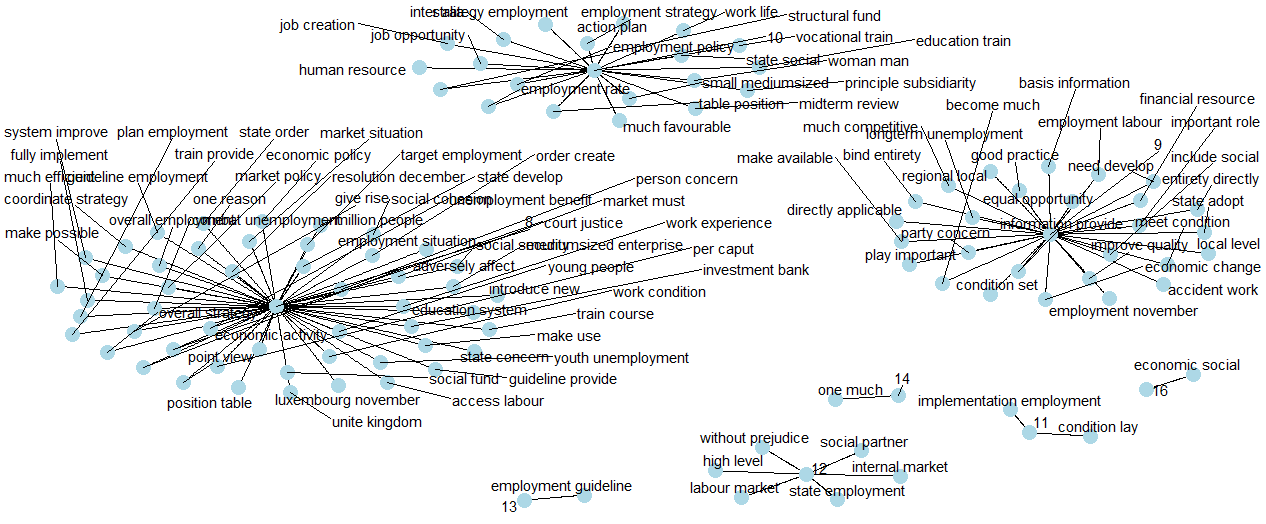 inter alia
strategy employment
employment strategy
work life
structural fund
job creation
action plan
10
vocational train
job opportunity
employment policy
education train
state social
woman man
human resource
small mediumsized
principle subsidiarity
employment rate
table position
midterm review
much favourable
basis information
become much
financial resource
much competitive
employment labour
important role
longterm unemployment
9
make available
bind entirety
good practice
need develop
include social
regional local
entirety directly
equal opportunity
state adopt
directly applicable
information provide
meet condition
party concern
improve quality
local level
play important
economic change
condition set
accident work
employment november
system improve
plan employment
state order
market situation
fully implement
train provide
economic policy
target employment
order create
much efficient
guideline employment
market policy
resolution december
state develop
person concern
coordinate strategy
one reason
give rise
social cohesion
unemployment benefit
market must
overall employment
combat unemployment
million people
8
court justice
work experience
make possible
employment situation
social security
mediumsized enterprise
per caput
adversely affect
young people
investment bank
introduce new
work condition
overall strategy
education system
train course
economic activity
make use
point view
state concern
youth unemployment
social fund
guideline provide
position table
luxembourg november
access labour
unite kingdom
economic social
16
14
one much
implementation employment
11
condition lay
without prejudice
social partner
high level
12
internal market
labour market
state employment
employment guideline
13